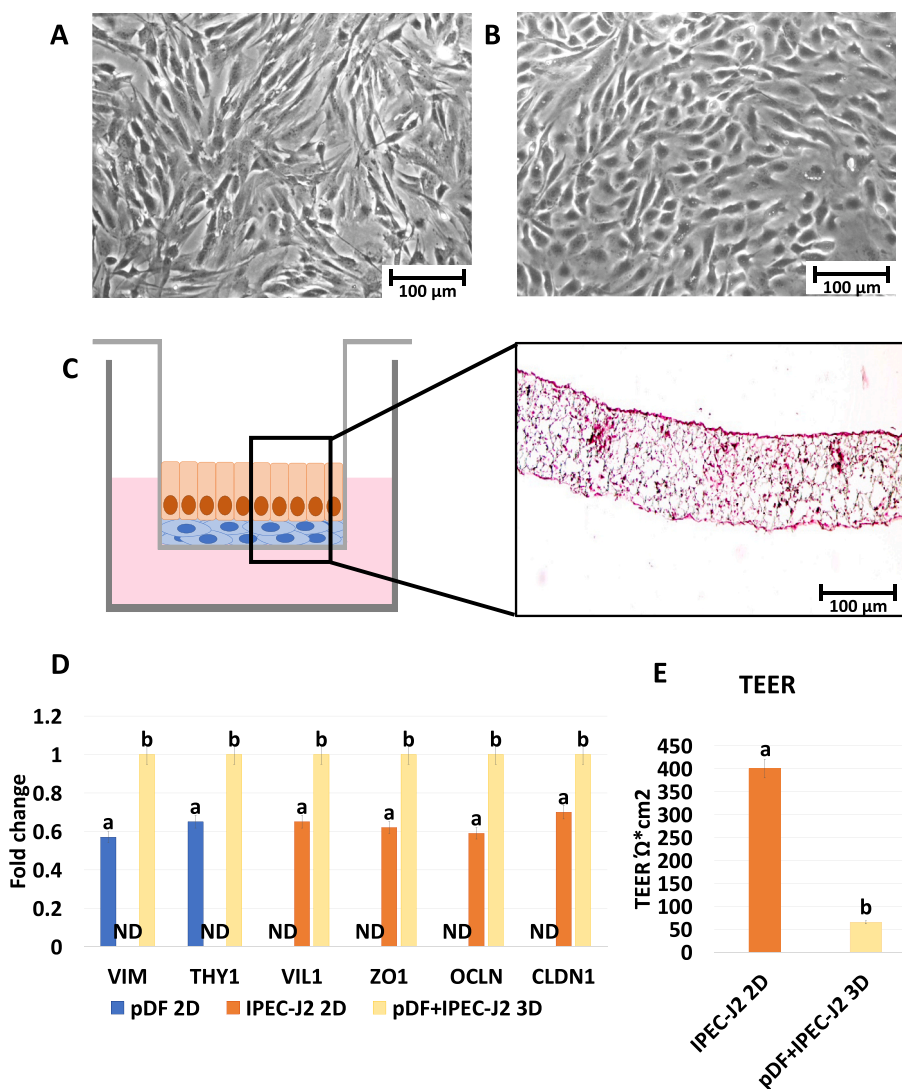 A
B
100 µm
100 µm
C
100 µm
D
E
TEER
1.2
1
0.8
0.6
0.4
0.2
0
Fold change
a b a b a b a b a b a b
ND ND ND ND ND ND
VIM THY1 VIL1 ZO1 OCLN CLDN1
pDF 2D IPEC-J2 2D pDF+IPEC-J2 3D
450
400
350
300
250
200
150
100
50
0
TEER Ώ*cm2
a
b
IPEC-J2 2D
pDF+IPEC-J2 3D